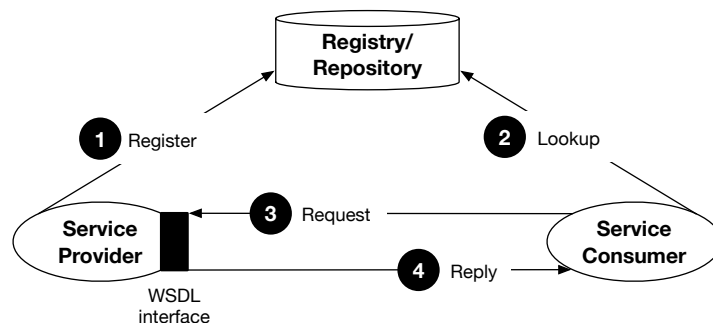 Registry/
Repository
1 Register
2 Lookup
3 Request
Service
Provider
Service
Consumer
4 Reply
WSDL
interface